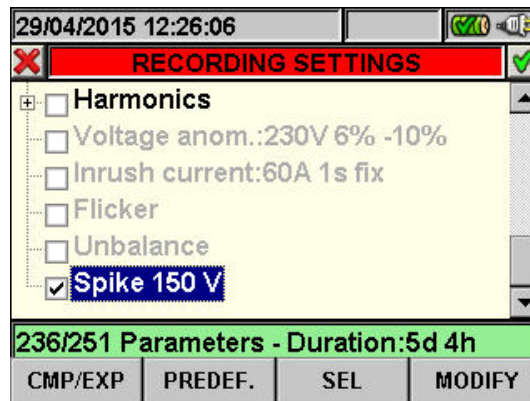 29/04/2015 12:26:06
RECORDING SETTINGS
Harmonics
Voltage anom.:230V 6% -10%
Inrush current:60A 1s fix
Flicker
Unbalance
Spike 150 V
236/251 Parameters - Duration:5d 4h
CMP/EXP PREDEF. SEL MODIFY